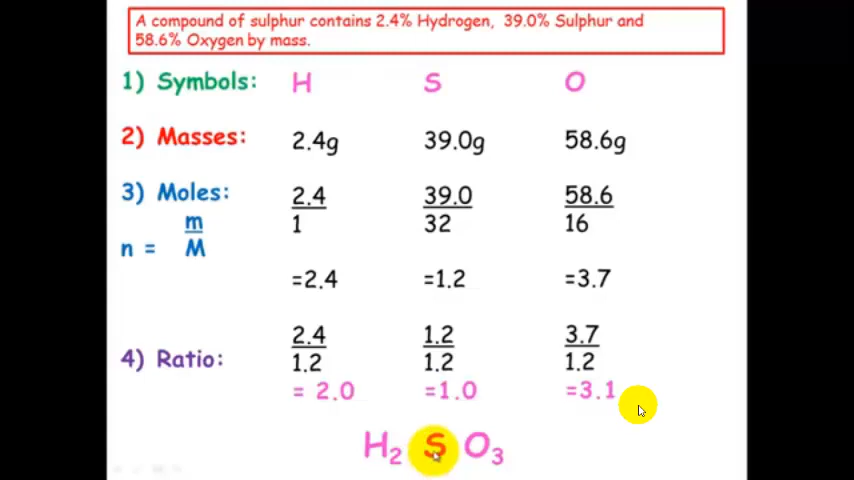 A compound of sulphur contains 2.4% Hydrogen, 39.0% Sulphur and
58.6% Oxygen by mass.
1) Symbols: H S O
2) Masses: 2.4g 39.0g 58.6g
3) Moles: 2.4 39.0 58.6
m 1 32 16
n = M
=2.4 =1.2 =3.7
2.4 1.2 3.7
4) Ratio: 1.2 1.2 1.2
= 2.0 =1.0 =3.1
H₂ S O₃